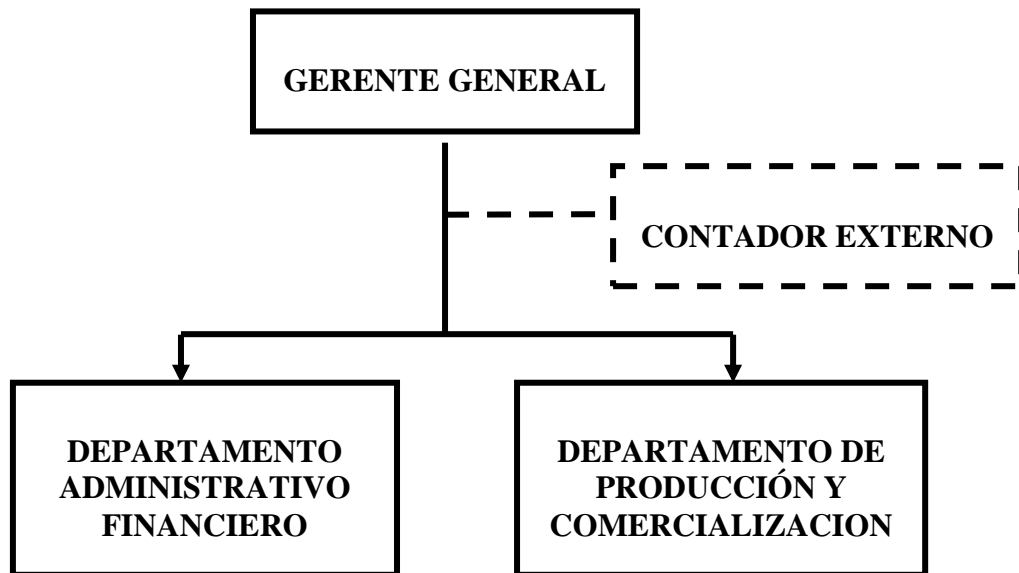 GERENTE GENERAL
CONTADOR EXTERNO
DEPARTAMENTO
ADMINISTRATIVO
FINANCIERO
DEPARTAMENTO DE
PRODUCCIÓN Y
COMERCIALIZACION